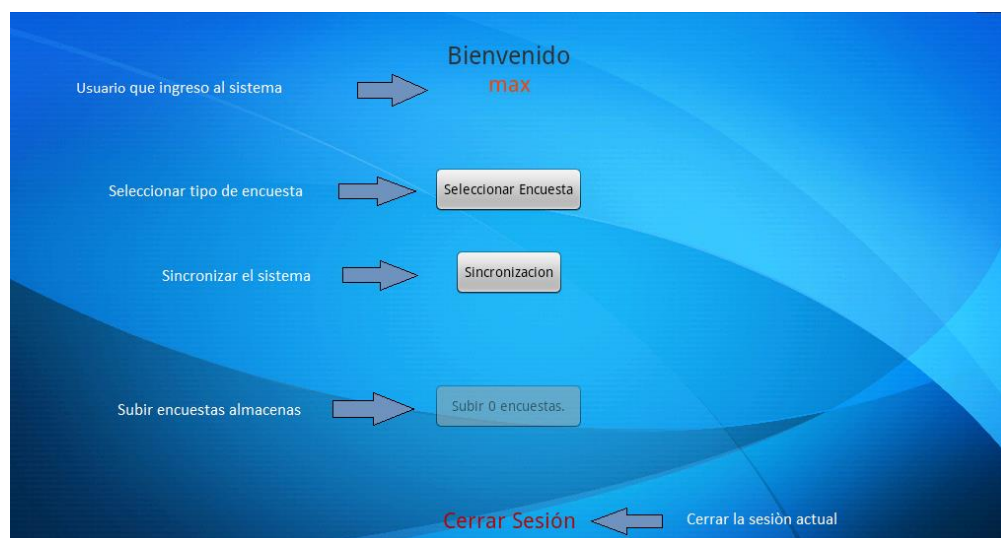 Bienvenido
max
Usuario que ingreso al sistema
Seleccionar tipo de encuesta
Seleccionar Encuesta
Sincronizar el sistema
Sincronizacion
Subir encuestas almacenas
Subir 0 encuestas.
Cerrar Sesión
Cerrar la sesiòn actual